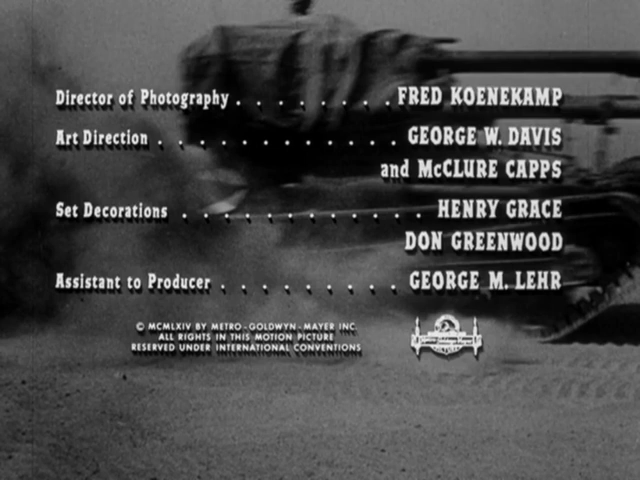 Director of Photography . . . . . . . . FRED KOENEKAMP
Art Direction . . . . . . . . . . . . GEORGE W. DAVIS
and McCLURE CAPPS
Set Decorations . . . . . . . . . . . . HENRY GRACE
DON GREENWOOD
Assistant to Producer . . . . . . . . . GEORGE M. LEHR
© MCMLXIV BY METRO-GOLDWYN-MAYER INC.
ALL RIGHTS IN THIS MOTION PICTURE
RESERVED UNDER INTERNATIONAL CONVENTIONS